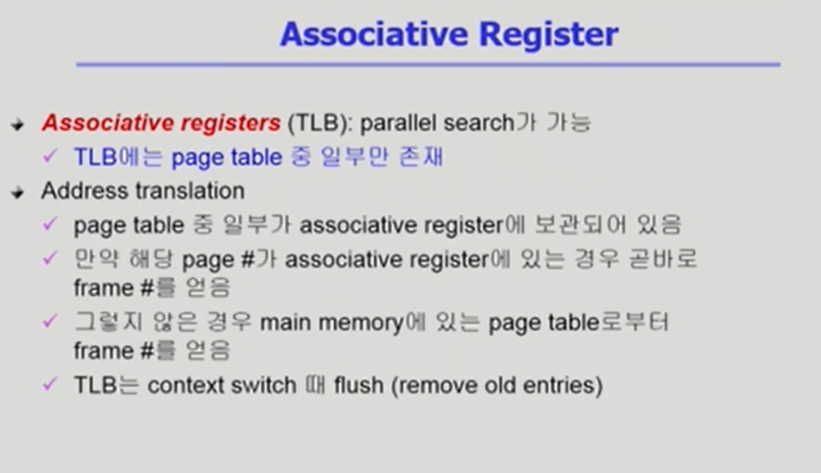 Associative Register
Associative registers (TLB): parallel search가 가능
TLB에는 page table 중 일부만 존재
Address translation
page table 중 일부가 associative register에 보관되어 있음
만약 해당 page #가 associative register에 있는 경우 곧바로
frame #를 얻음
그렇지 않은 경우 main memory에 있는 page table로부터
frame #를 얻음
TLB는 context switch 때 flush (remove old entries)